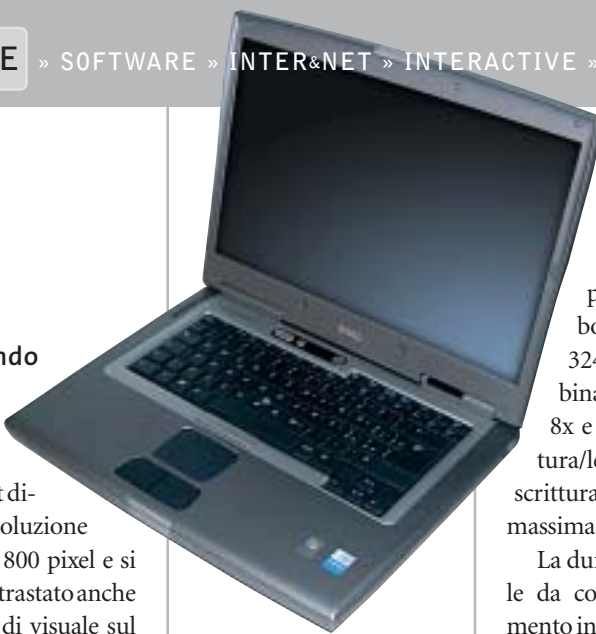 E » SOFTWARE » INTER&NET » INTERACTIVE »
ndo
t di-
oluzione
800 pixel e si
trastato anche
di visuale sul
p
bo
324
bina
8x e
tura/le
scrittura
massima
La dur
le da co
mento in